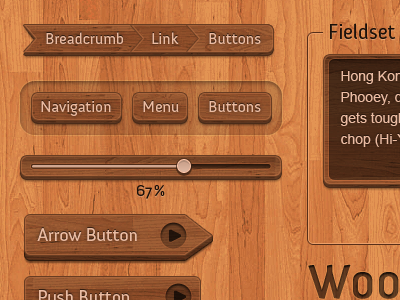 Breadcrumb Link Buttons
Navigation Menu Buttons
67%
Arrow Button
Push Button
Fieldset
Hong Kon
Phooey, c
gets tough
chop (Hi-Y
Woo